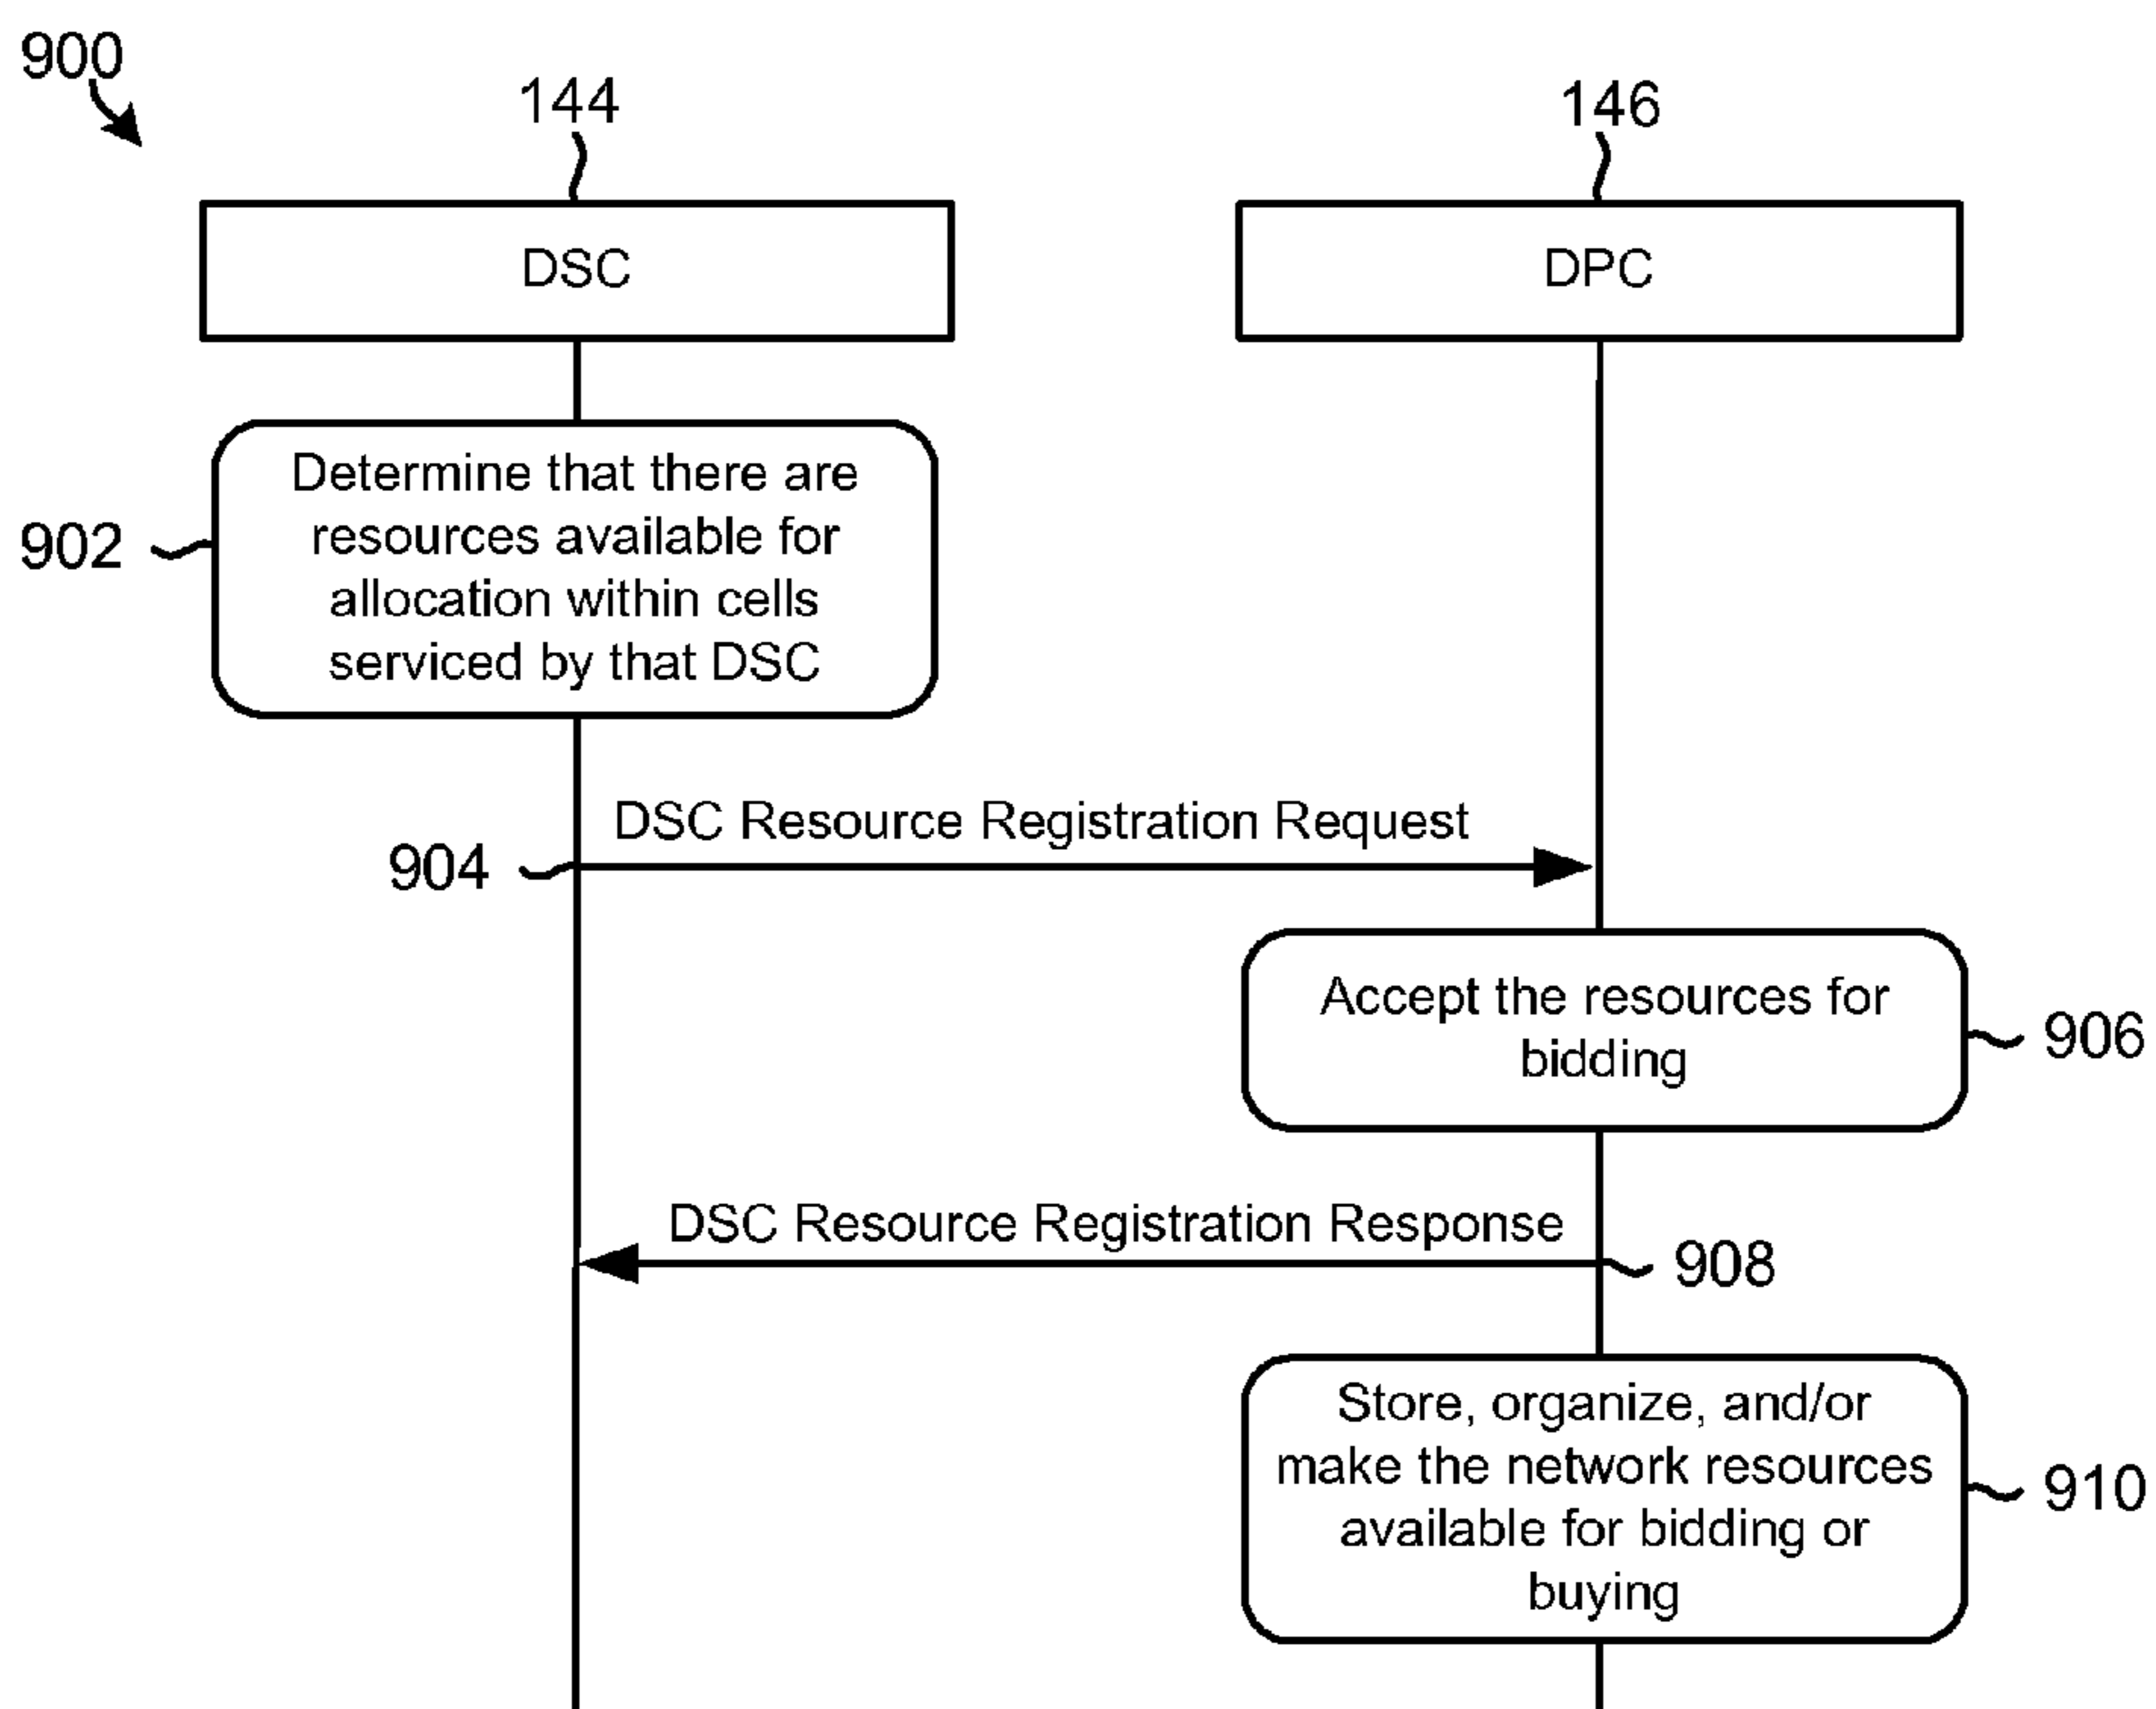 900
144
146
DSC
DPC
Determine that there are
resources available for
allocation within cells
serviced by that DSC
902
DSC Resource Registration Request
904
Accept the resources for
bidding
906
DSC Resource Registration Response
908
Store, organize, and/or
make the network resources
available for bidding or
buying
910